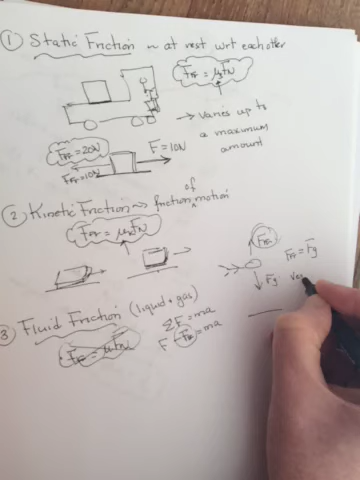 ① Static Friction ~ at rest wrt each other
Ffr = μsFN
→ Varies up to
a maximum
amount
Ffr = 20N
F = 10N
Ffr = 10N
② Kinetic Friction ~> friction of motion
Ffr = μkFN
Ffr
Ffr = Fg
Fg
③ Fluid Friction (liquid + gas)
ΣF = ma
Ffr = μFN
F - Ffr = ma